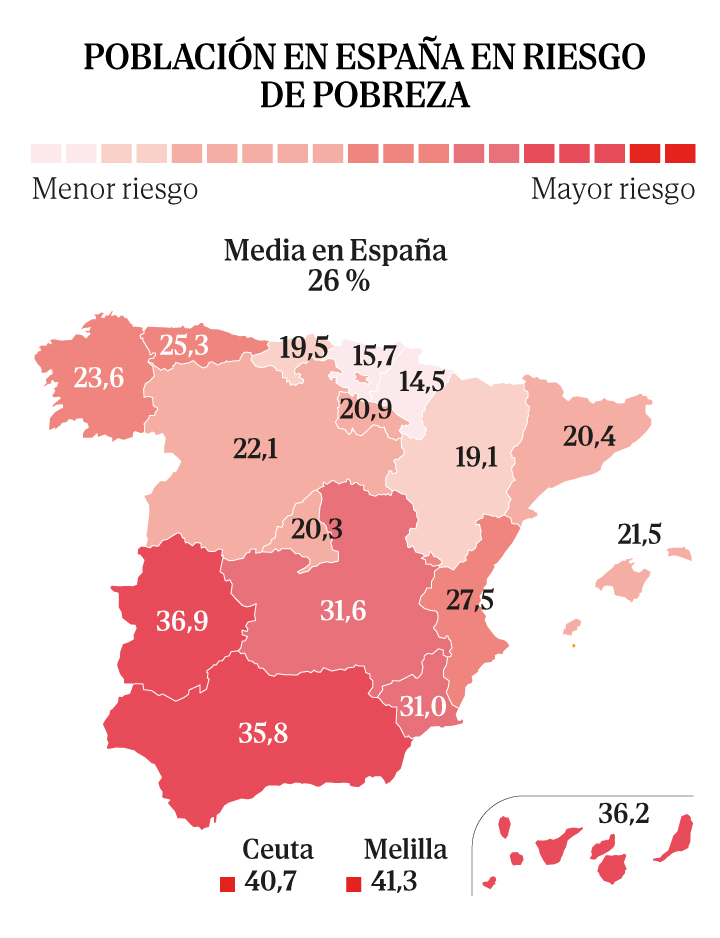 POBLACIÓN EN ESPAÑA EN RIESGO
DE POBREZA
Menor riesgo
Mayor riesgo
Media en España
26 %
25,3
19,5
15,7
23,6
14,5
20,9
22,1
19,1
20,4
20,3
21,5
36,9
31,6
27,5
31,0
35,8
36,2
Ceuta
40,7
Melilla
41,3